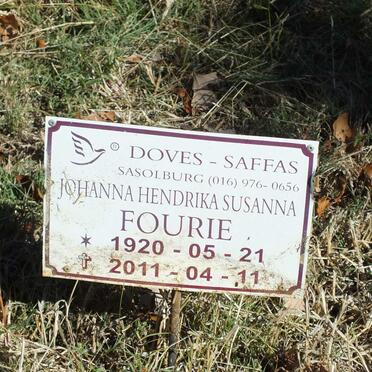 ® DOVES - SAFFAS
SASOLBURG (016) 976- 0656
JOHANNA HENDRIKA SUSANNA
FOURIE
✶ 1920 - 05 - 21
✞ 2011 - 04 - 11